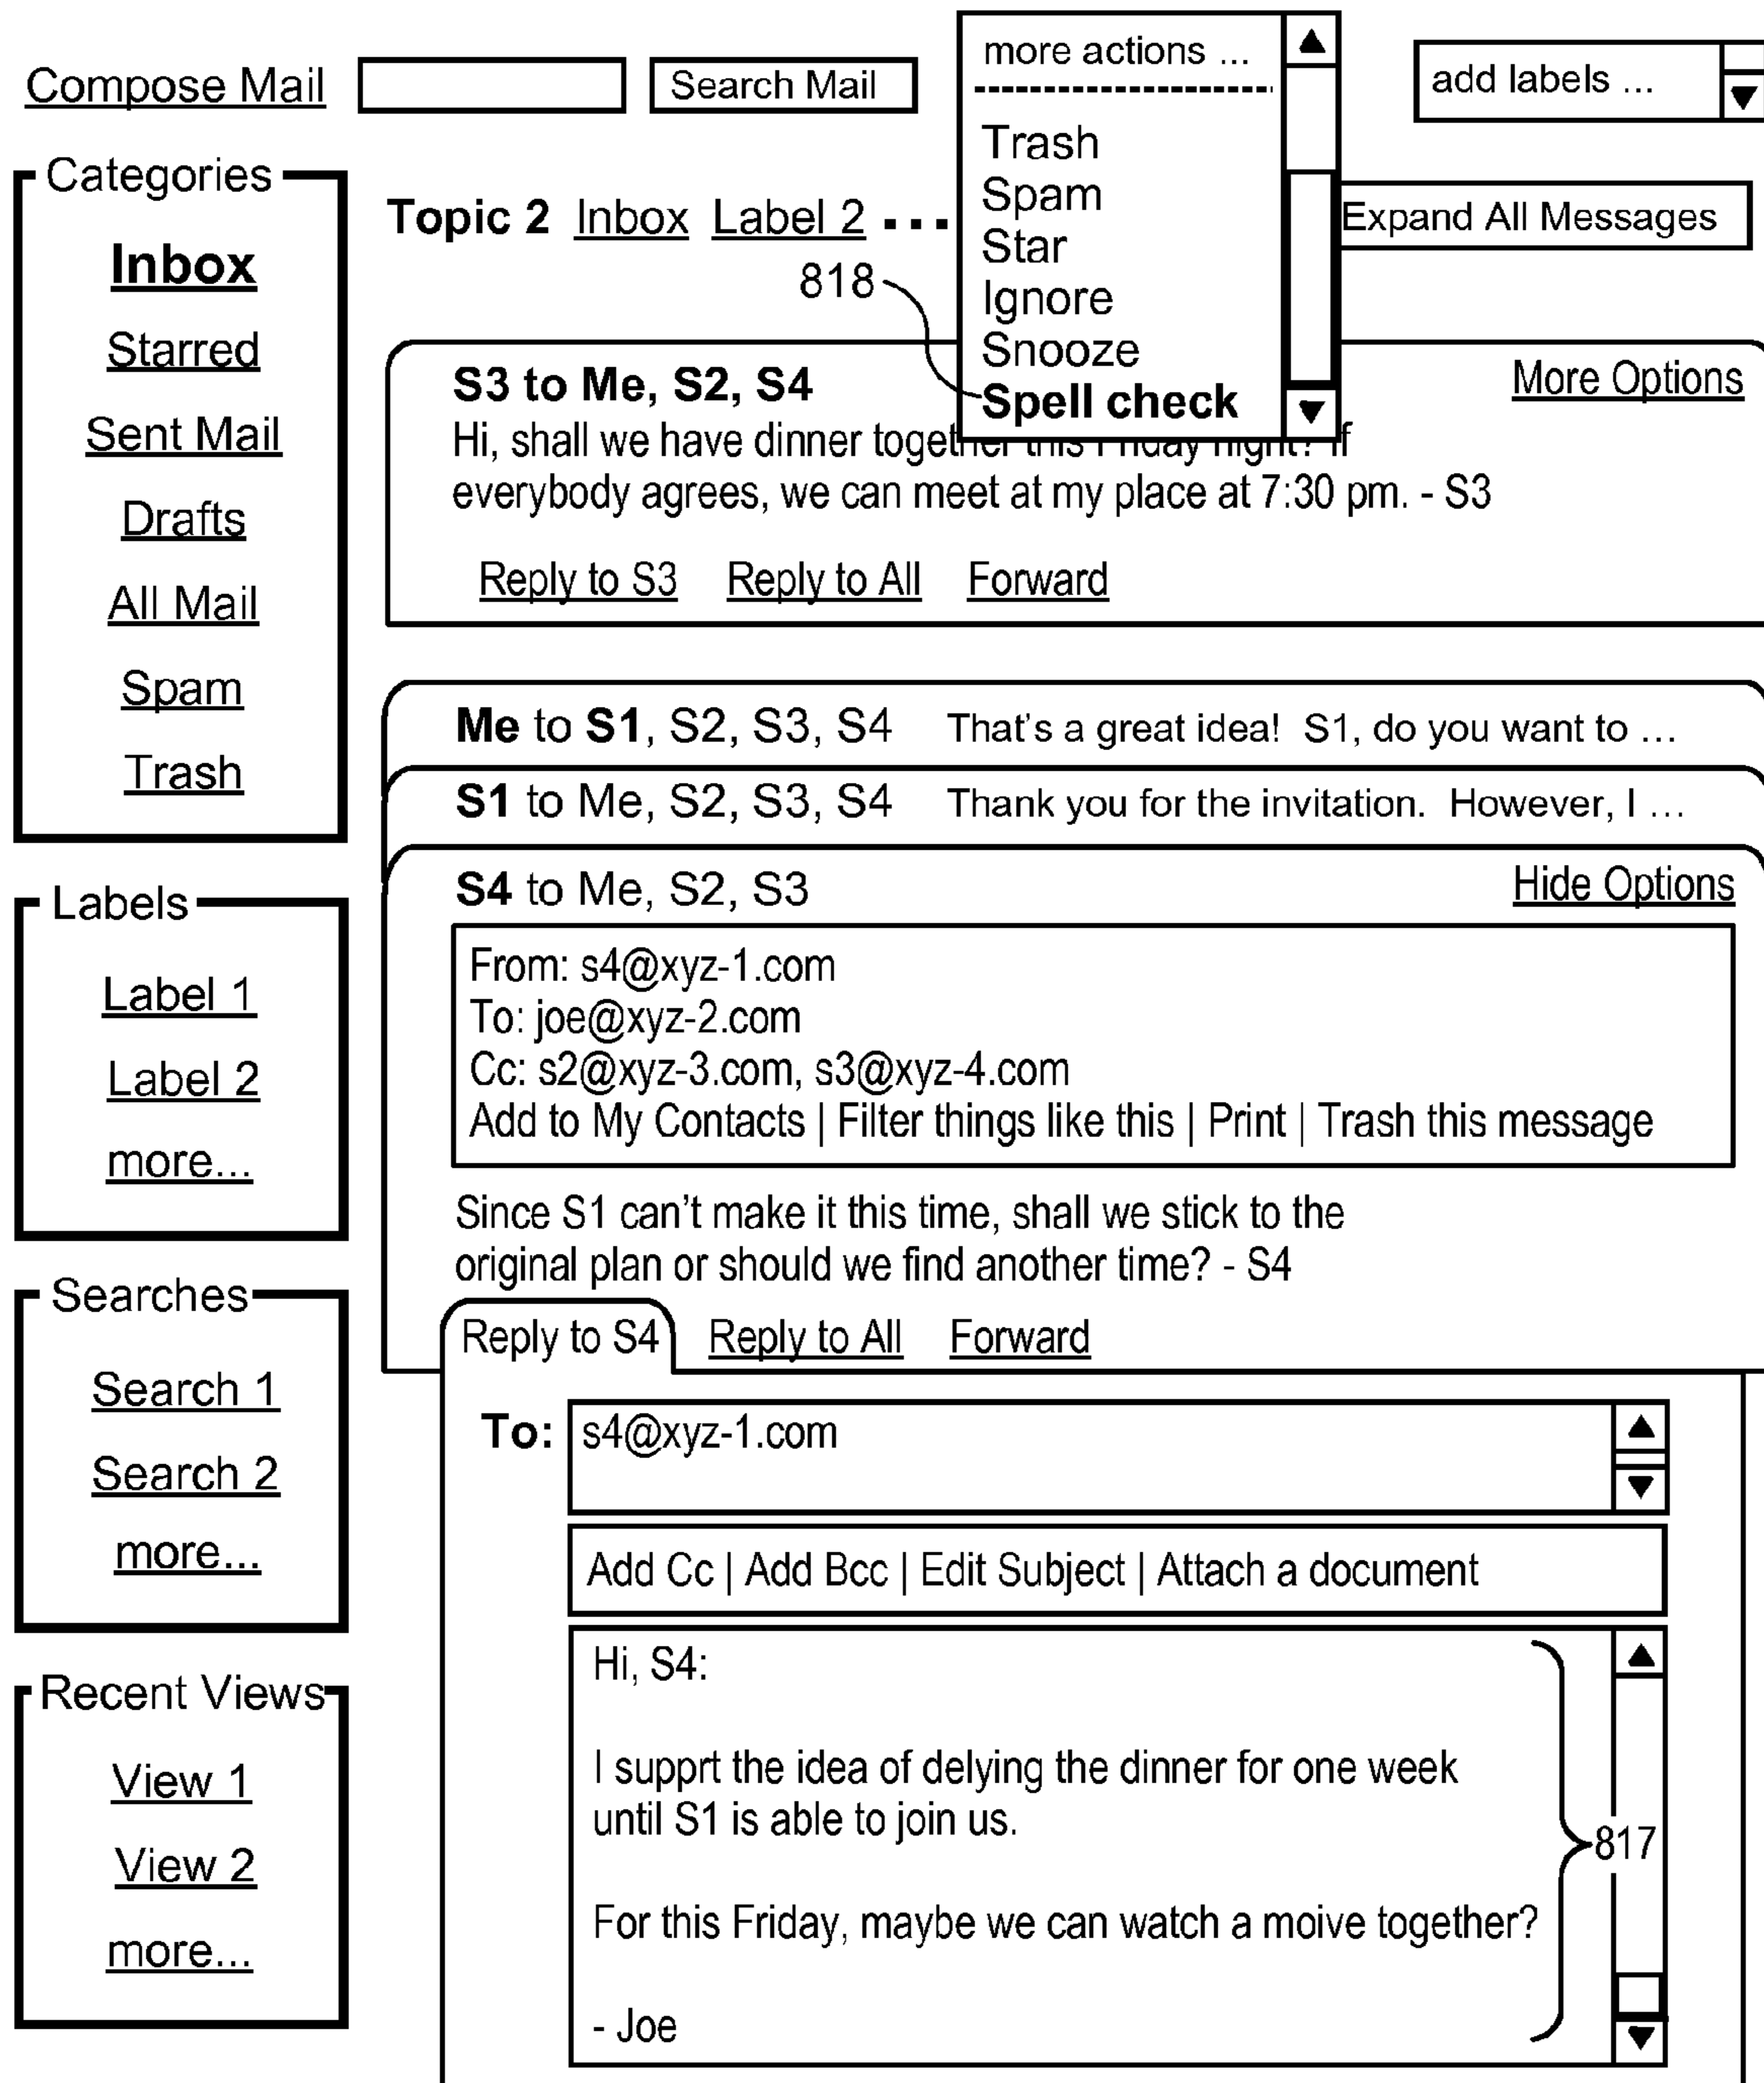 Compose Mail
Search Mail
more actions ...
Trash
Spam
Star
Ignore
Snooze
Spell check
add labels ...
Categories
Inbox
Starred
Sent Mail
Drafts
All Mail
Spam
Trash
Labels
Label 1
Label 2
more...
Searches
Search 1
Search 2
more...
Recent Views
View 1
View 2
more...
Topic 2 Inbox Label 2 ...
Expand All Messages
818
S3 to Me, S2, S4
More Options
Hi, shall we have dinner together this Friday night? If
everybody agrees, we can meet at my place at 7:30 pm. - S3
Reply to S3 Reply to All Forward
Me to S1, S2, S3, S4 That's a great idea! S1, do you want to ...
S1 to Me, S2, S3, S4 Thank you for the invitation. However, I ...
S4 to Me, S2, S3
Hide Options
From: s4@xyz-1.com
To: joe@xyz-2.com
Cc: s2@xyz-3.com, s3@xyz-4.com
Add to My Contacts | Filter things like this | Print | Trash this message
Since S1 can't make it this time, shall we stick to the
original plan or should we find another time? - S4
Reply to S4 Reply to All Forward
To: s4@xyz-1.com
Add Cc | Add Bcc | Edit Subject | Attach a document
Hi, S4:
I supprt the idea of delying the dinner for one week
until S1 is able to join us.
817
For this Friday, maybe we can watch a moive together?
- Joe